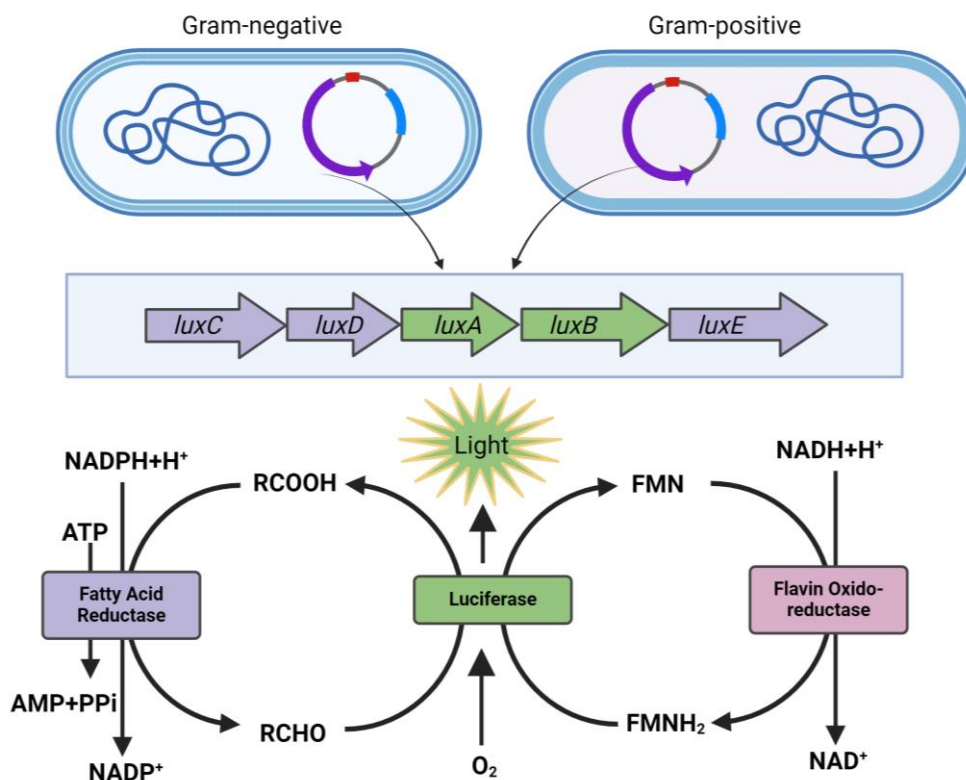 Gram-negative
Gram-positive
luxC
luxD
luxA
luxB
luxE
Light
NADPH+H⁺
RCOOH
FMN
NADH+H⁺
ATP
Fatty Acid
Reductase
Luciferase
Flavin Oxido-
reductase
AMP+PPi
RCHO
FMNH₂
NADP⁺
O₂
NAD⁺